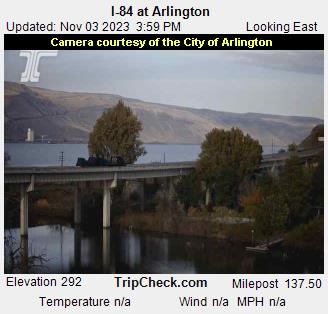 I-84 at Arlington
Updated: Nov 03 2023 3:59 PM Looking East
Camera courtesy of the City of Arlington
Elevation 292 TripCheck.com Milepost 137.50
Temperature n/a Wind n/a MPH n/a